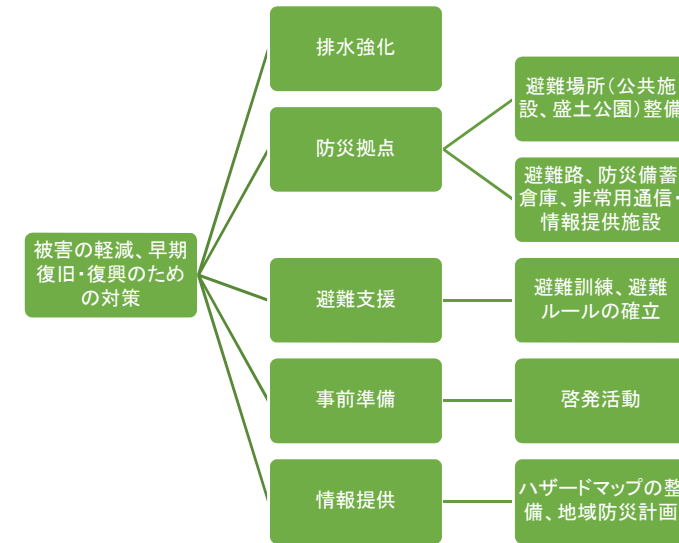 被害の軽減、早期
復旧・復興のため
の対策
排水強化
防災拠点
避難場所（公共施
設、盛土公園）整備
避難路、防災備蓄
倉庫、非常用通信・
情報提供施設
避難支援
避難訓練、避難
ルールの確立
事前準備
啓発活動
情報提供
ハザードマップの整
備、地域防災計画